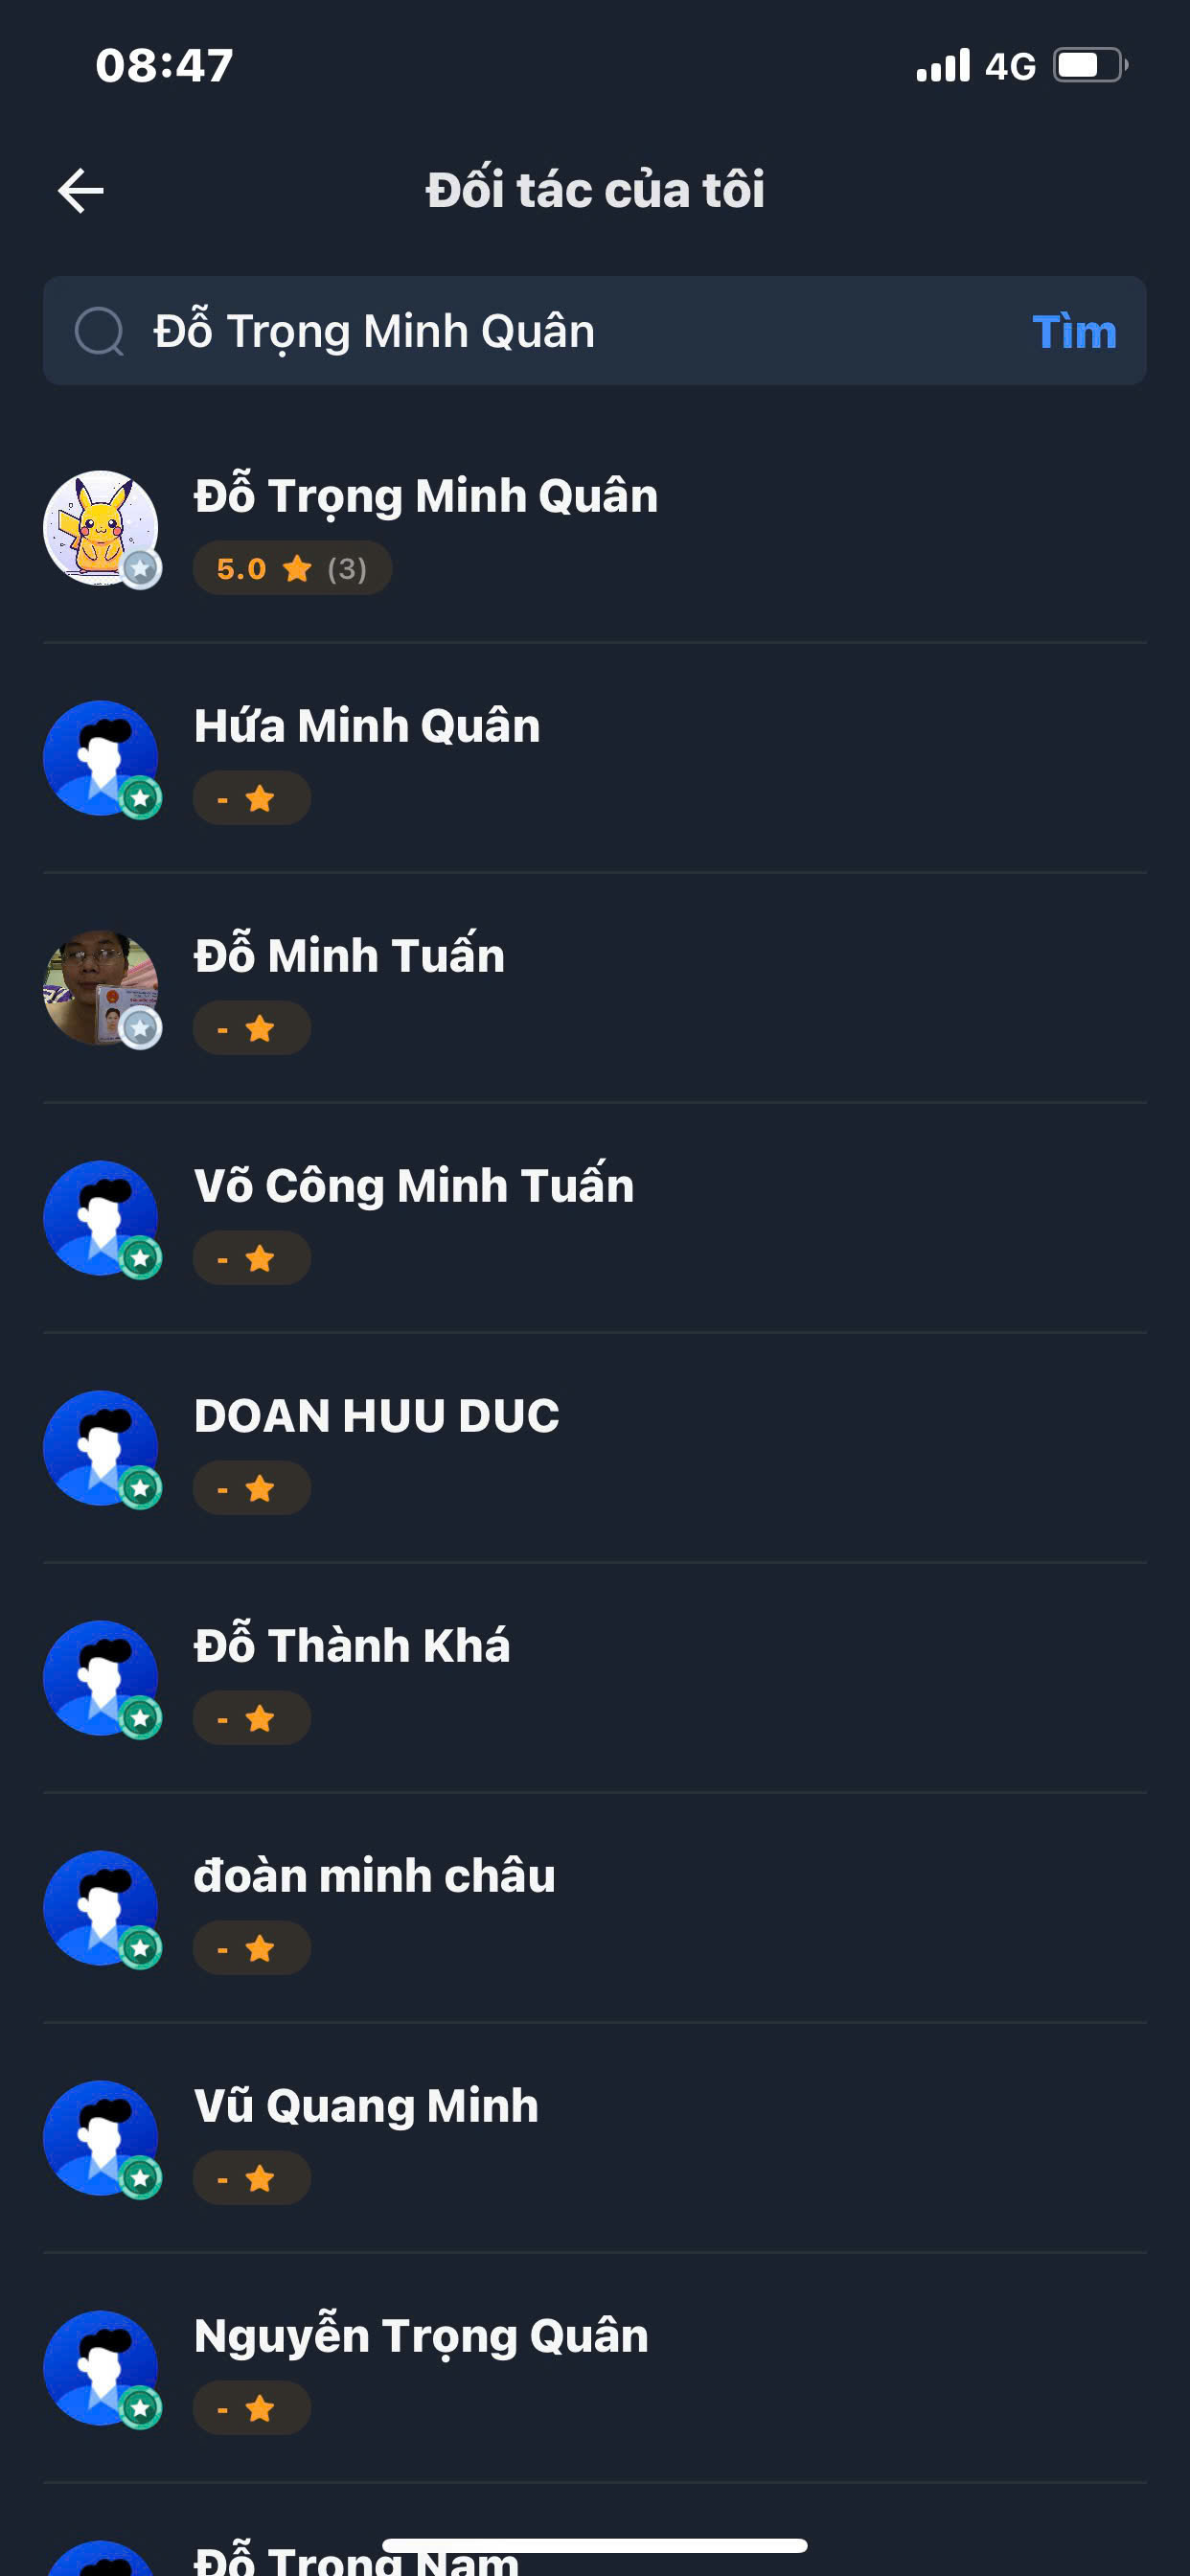 08:47
4G
Đối tác của tôi
Đỗ Trọng Minh Quân
Tìm
Đỗ Trọng Minh Quân
5.0 ★ (3)
Hứa Minh Quân
- ★
Đỗ Minh Tuấn
- ★
Võ Công Minh Tuấn
- ★
DOAN HUU DUC
- ★
Đỗ Thành Khá
- ★
đoàn minh châu
- ★
Vũ Quang Minh
- ★
Nguyễn Trọng Quân
- ★
Đỗ Trọng Nam